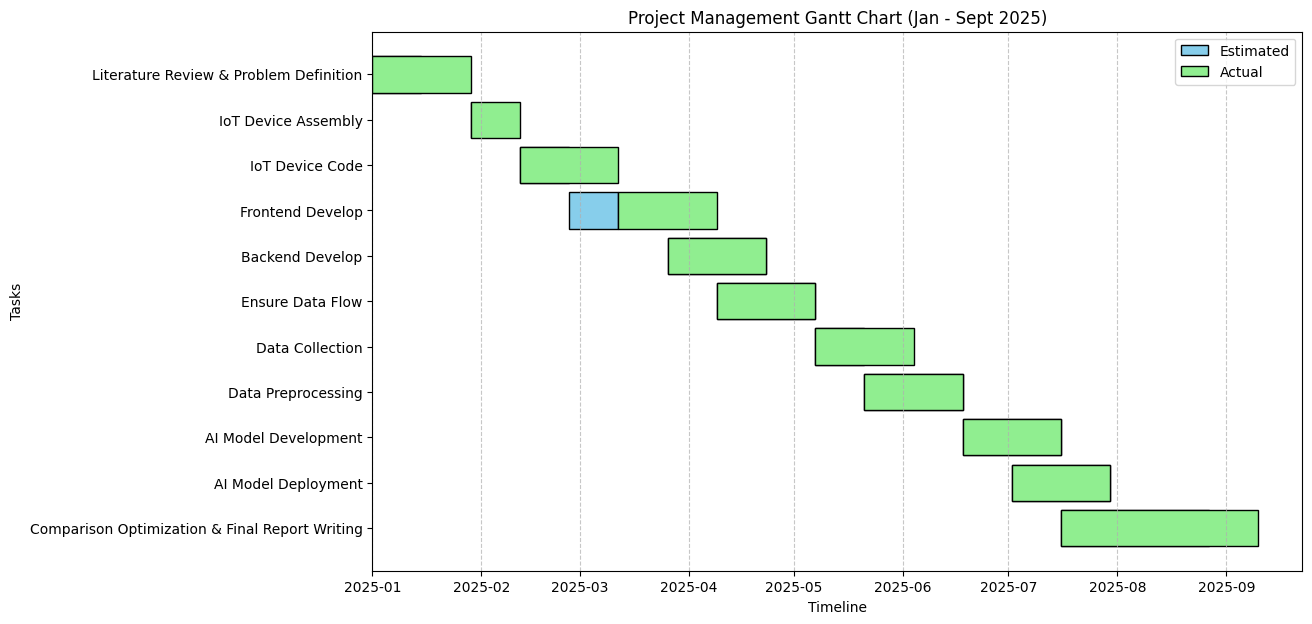 Project Management Gantt Chart (Jan - Sept 2025)
Estimated
Actual
Tasks
Literature Review & Problem Definition
IoT Device Assembly
IoT Device Code
Frontend Develop
Backend Develop
Ensure Data Flow
Data Collection
Data Preprocessing
AI Model Development
AI Model Deployment
Comparison Optimization & Final Report Writing
2025-01 2025-02 2025-03 2025-04 2025-05 2025-06 2025-07 2025-08 2025-09
Timeline